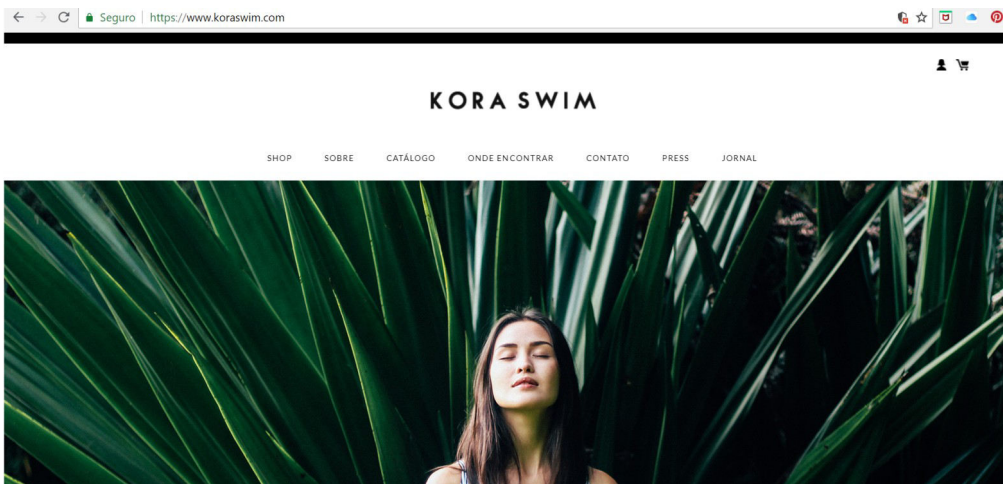 Seguro https://www.koraswim.com
KORA SWIM
SHOP SOBRE CATÁLOGO ONDE ENCONTRAR CONTATO PRESS JORNAL